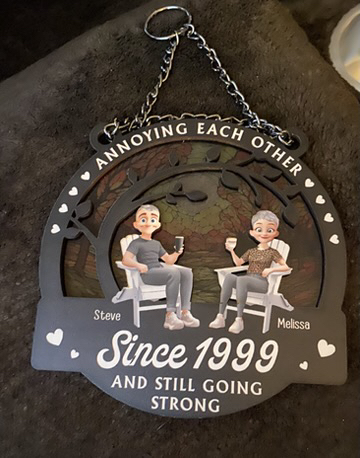 ANNOYING EACH OTHER
Steve
Melissa
Since 1999
AND STILL GOING
STRONG